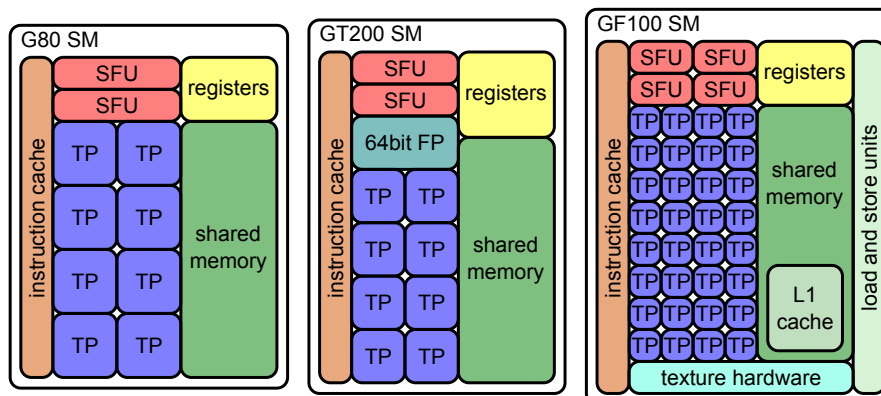 G80 SM
instruction cache
SFU
SFU
registers
TP TP
TP TP
TP TP
TP TP
shared
memory
GT200 SM
instruction cache
SFU
SFU
64bit FP
registers
TP TP
TP TP
TP TP
TP TP
shared
memory
GF100 SM
instruction cache
SFU SFU
SFU SFU
registers
TP TP TP TP
TP TP TP TP
TP TP TP TP
TP TP TP TP
TP TP TP TP
TP TP TP TP
TP TP TP TP
TP TP TP TP
shared
memory
L1
cache
texture hardware
load and store units